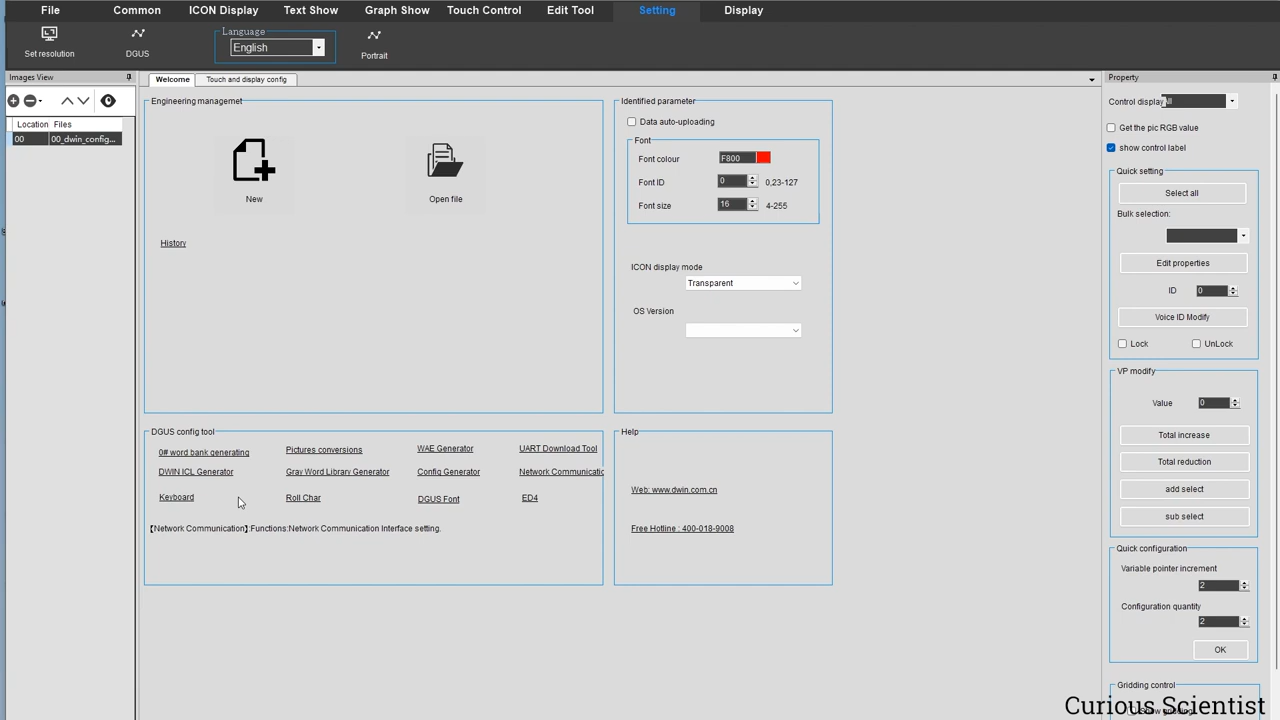 File Common ICON Display Text Show Graph Show Touch Control Edit Tool Setting Display
Set resolution
DGUS
Language
English
Portrait
Images View
Welcome
Touch and display config
Property
Location Files
00 00_dwin_config...
Engineering managemet
New
Open file
History
Identified parameter
Data auto-uploading
Font
Font colour F800
Font ID 0 0,23-127
Font size 16 4-255
ICON display mode
Transparent
OS Version
DGUS config tool
0# word bank generating Pictures conversions WAE Generator UART Download Tool
DWIN ICL Generator Gray Word Library Generator Config Generator Network Communicatio
Keyboard Roll Char DGUS Font ED4
【Network Communication】:Functions:Network Communication Interface setting.
Help
Web: www.dwin.com.cn
Free Hotline : 400-018-9008
Control display
Get the pic RGB value
show control label
Quick setting
Select all
Bulk selection:
Edit properties
ID 0
Voice ID Modify
Lock UnLock
VP modify
Value 0
Total increase
Total reduction
add select
sub select
Quick configuration
Variable pointer increment
2
Configuration quantity
2
OK
Gridding control
Curious Scientist